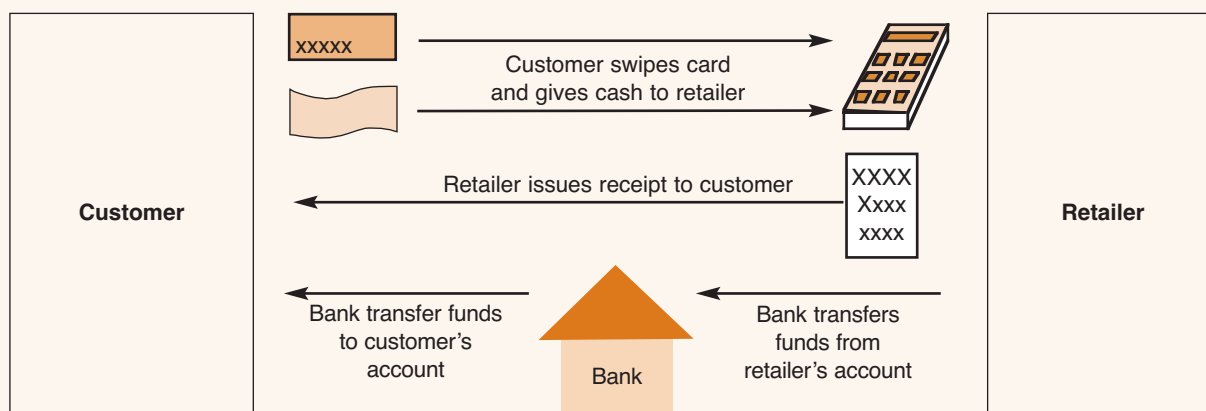 xxxxx
Customer swipes card
and gives cash to retailer
Retailer issues receipt to customer
XXXX
Xxxx
xxxx
Customer
Retailer
Bank transfer funds
to customer's
account
Bank
Bank transfers
funds from
retailer's account